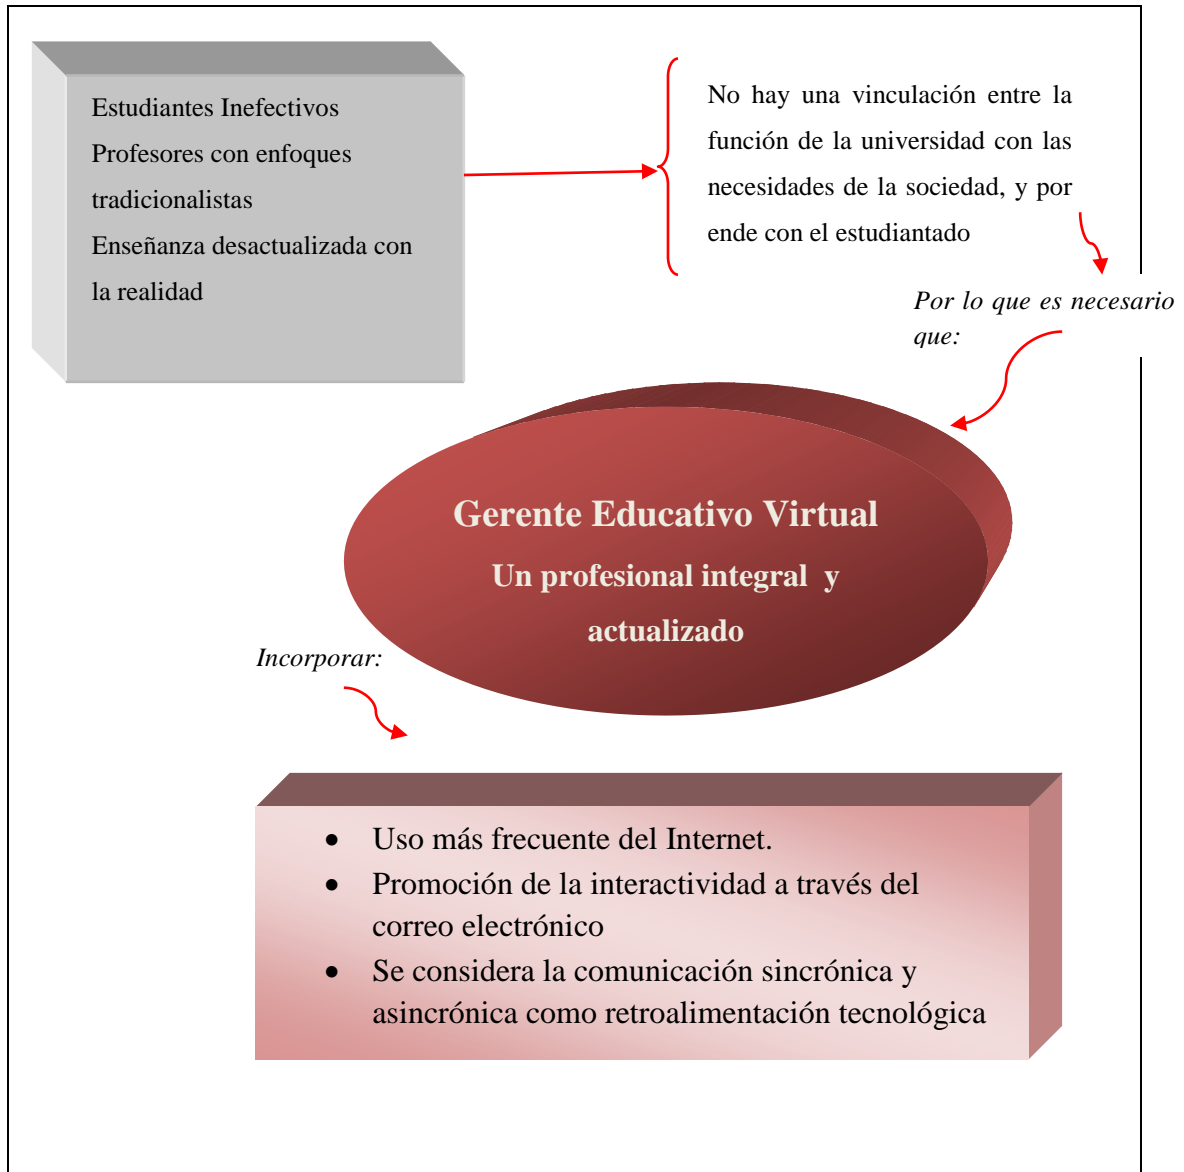 Estudiantes Inefectivos
Profesores con enfoques
tradicionalistas
Enseñanza desactualizada con
la realidad
No hay una vinculación entre la
función de la universidad con las
necesidades de la sociedad, y por
ende con el estudiantado
Por lo que es necesario
que:
Gerente Educativo Virtual
Un profesional integral y
actualizado
Incorporar:
• Uso más frecuente del Internet.
• Promoción de la interactividad a través del
correo electrónico
• Se considera la comunicación sincrónica y
asincrónica como retroalimentación tecnológica